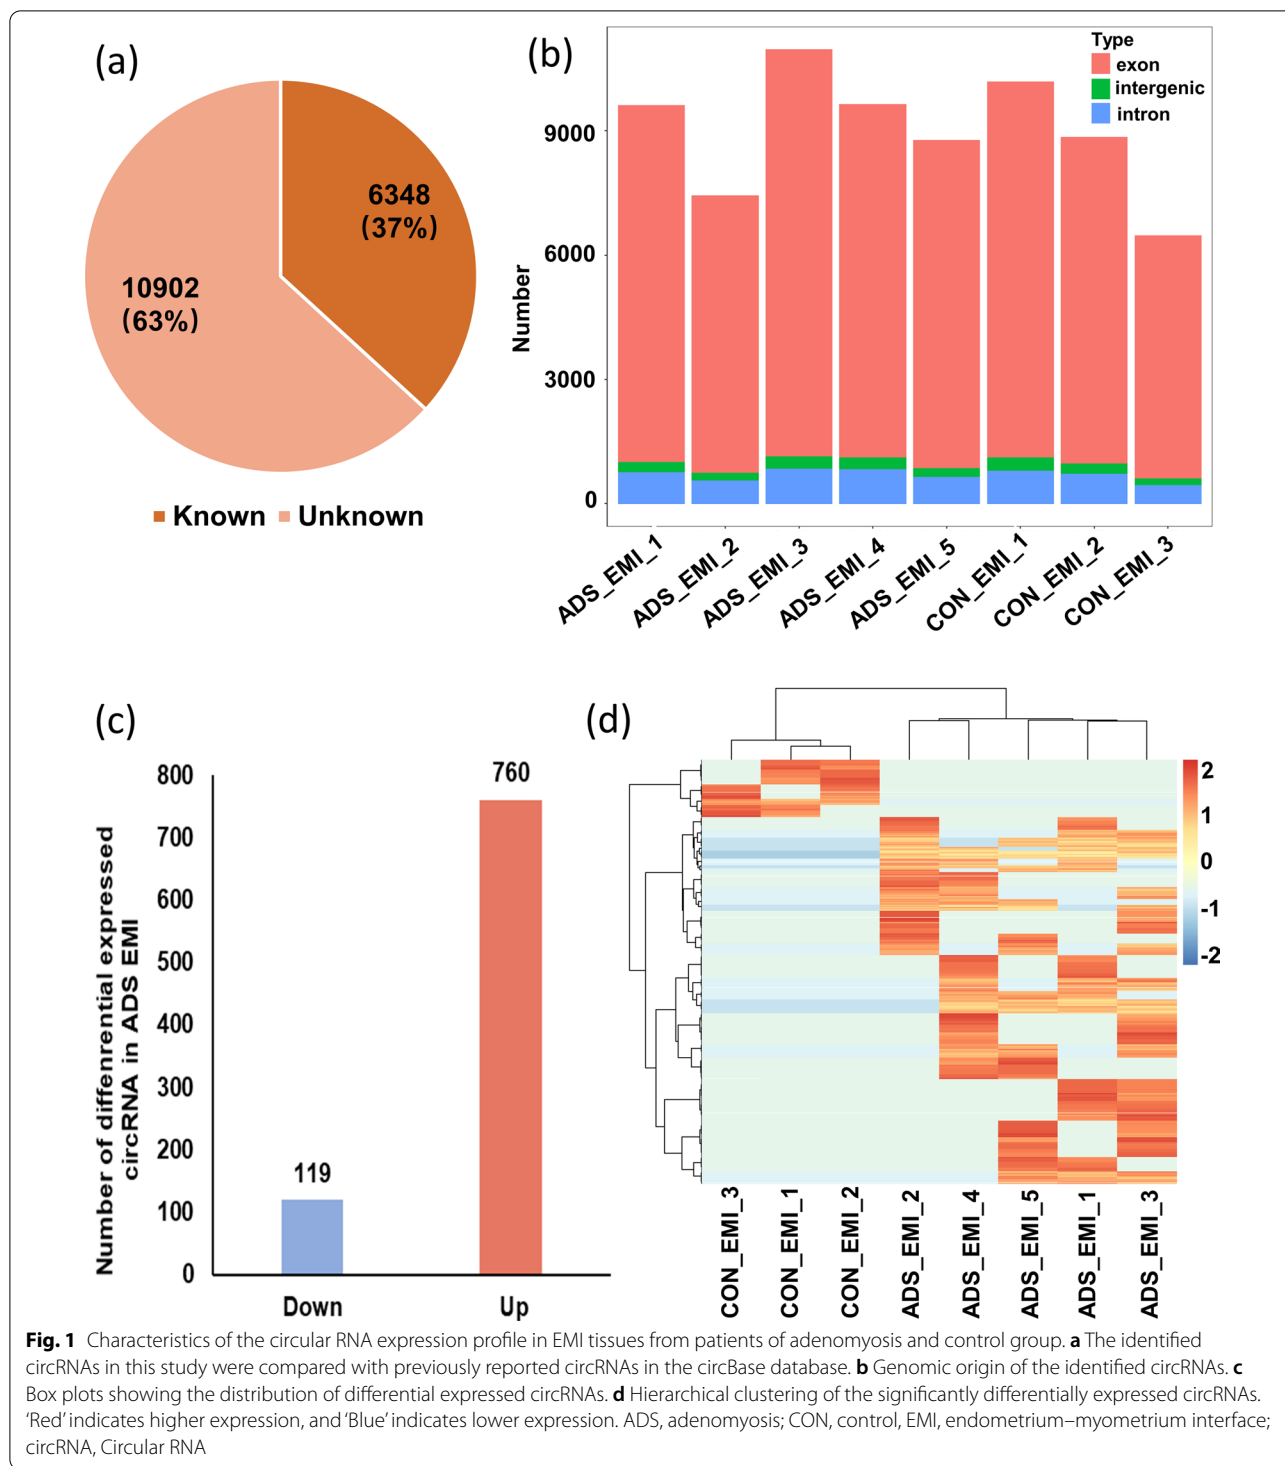 (a)
6348
(37%)
10902
(63%)
Known Unknown
(b)
Type
exon
intergenic
intron
Number
9000
6000
3000
0
ADS_EMI_1
ADS_EMI_2
ADS_EMI_3
ADS_EMI_4
ADS_EMI_5
CON_EMI_1
CON_EMI_2
CON_EMI_3
(c)
Number of diffenrential expressed
circRNA in ADS EMI
800
700
600
500
400
300
200
100
0
119
760
Down
Up
(d)
2
1
0
-1
-2
CON_EMI_3
CON_EMI_1
CON_EMI_2
ADS_EMI_2
ADS_EMI_4
ADS_EMI_5
ADS_EMI_1
ADS_EMI_3
Fig. 1 Characteristics of the circular RNA expression profile in EMI tissues from patients of adenomyosis and control group. a The identified
circRNAs in this study were compared with previously reported circRNAs in the circBase database. b Genomic origin of the identified circRNAs. c
Box plots showing the distribution of differential expressed circRNAs. d Hierarchical clustering of the significantly differentially expressed circRNAs.
‘Red’ indicates higher expression, and ‘Blue’ indicates lower expression. ADS, adenomyosis; CON, control, EMI, endometrium–myometrium interface;
circRNA, Circular RNA